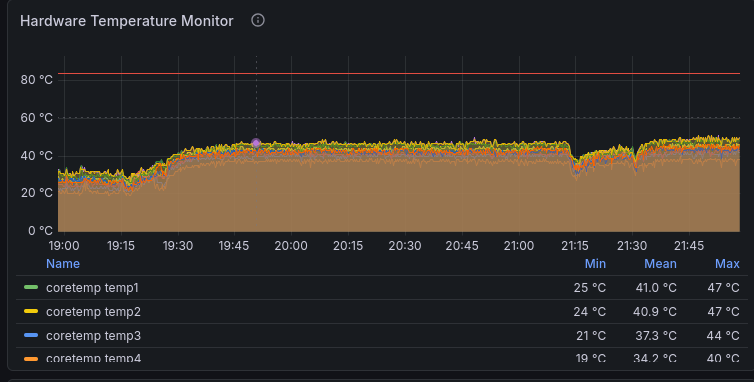 Hardware Temperature Monitor
80 °C
60 °C
40 °C
20 °C
0 °C
19:00 19:15 19:30 19:45 20:00 20:15 20:30 20:45 21:00 21:15 21:30 21:45
Name Min Mean Max
coretemp temp1 25 °C 41.0 °C 47 °C
coretemp temp2 24 °C 40.9 °C 47 °C
coretemp temp3 21 °C 37.3 °C 44 °C
coretemp temp4 19 °C 34.2 °C 40 °C